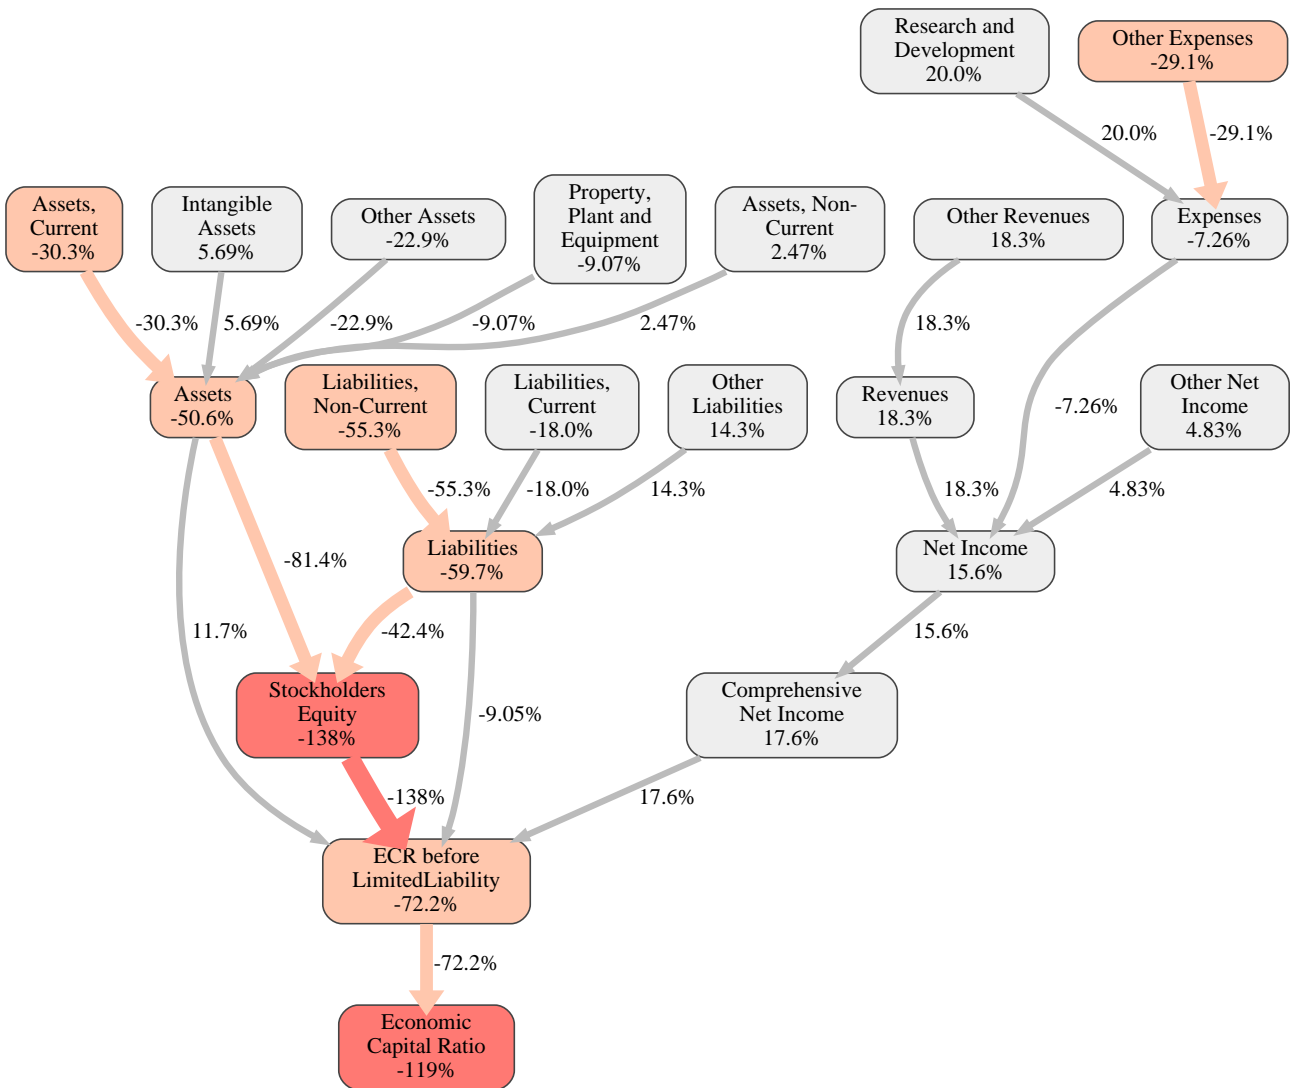 Research and
Development
20.0%
Other Expenses
-29.1%
20.0%
-29.1%
Assets,
Current
-30.3%
Intangible
Assets
5.69%
Other Assets
-22.9%
Property,
Plant and
Equipment
-9.07%
Assets, Non-
Current
2.47%
Other Revenues
18.3%
Expenses
-7.26%
-30.3%
5.69%
-22.9%
-9.07%
2.47%
18.3%
Assets
-50.6%
Liabilities,
Non-Current
-55.3%
Liabilities,
Current
-18.0%
Other
Liabilities
14.3%
Revenues
18.3%
-7.26%
Other Net
Income
4.83%
-55.3%
-18.0%
14.3%
18.3%
4.83%
-81.4%
Liabilities
-59.7%
Net Income
15.6%
11.7%
-42.4%
15.6%
Stockholders
Equity
-138%
-9.05%
Comprehensive
Net Income
17.6%
-138%
17.6%
ECR before
LimitedLiability
-72.2%
-72.2%
Economic
Capital Ratio
-119%